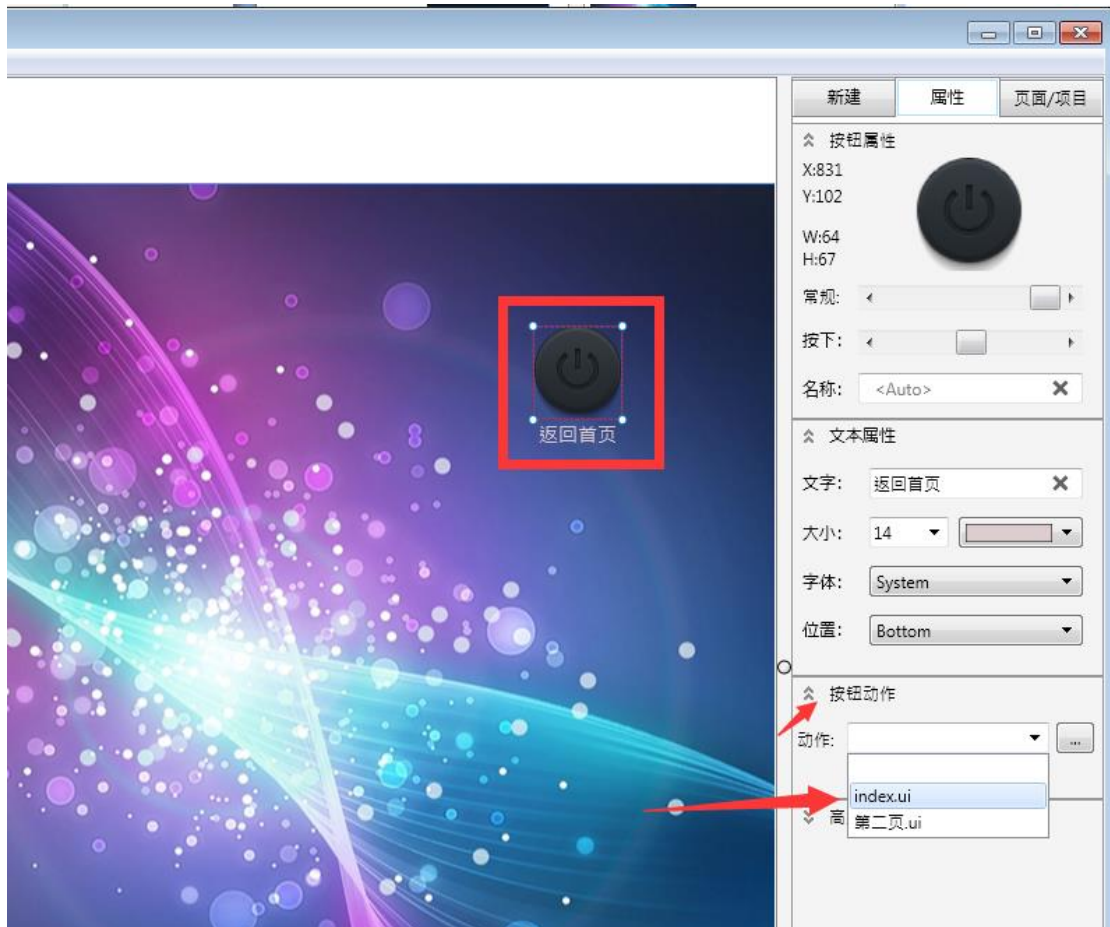 新建 属性 页面/项目
按钮属性
X:831
Y:102
W:64
H:67
常规:
按下:
名称: <Auto>
返回首页
文本属性
文字: 返回首页
大小: 14
字体: System
位置: Bottom
按钮动作
动作: ...
index.ui
高
第二页.ui